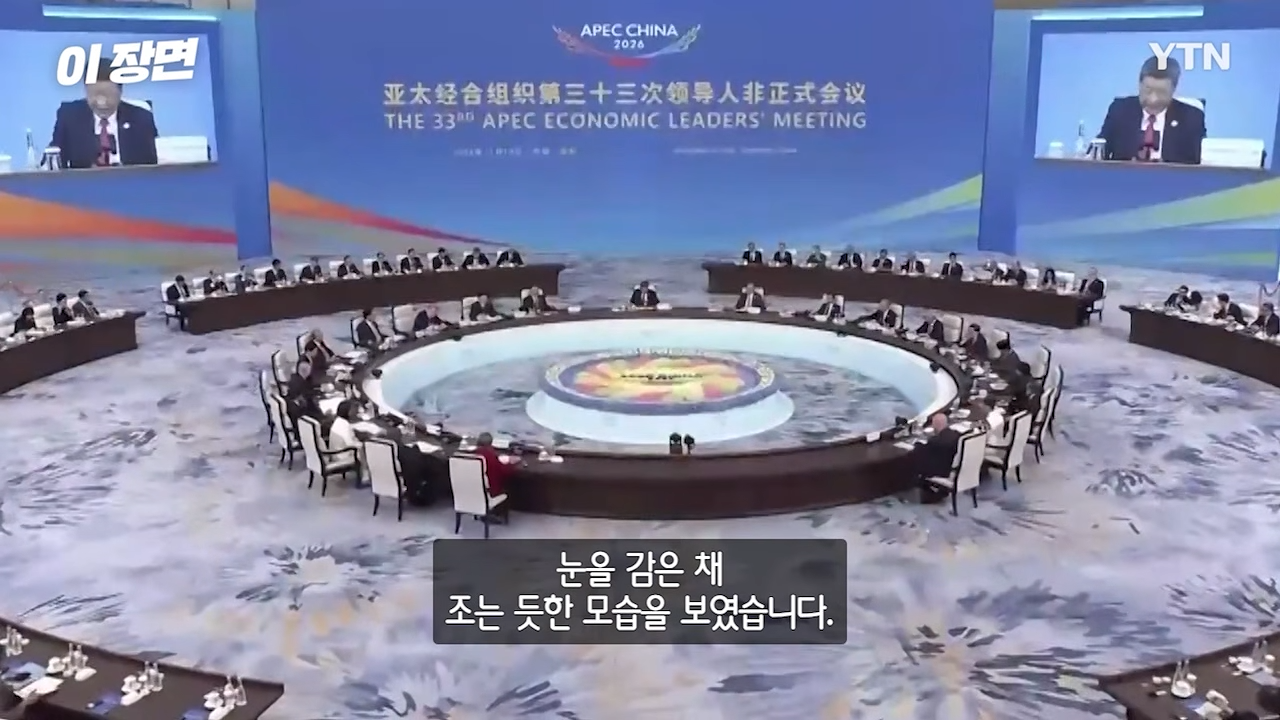 이 장면
YTN
APEC CHINA
2026
亚太经合组织第三十三次领导人非正式会议
THE 33RD APEC ECONOMIC LEADERS' MEETING
눈을 감은 채
조는 듯한 모습을 보였습니다.